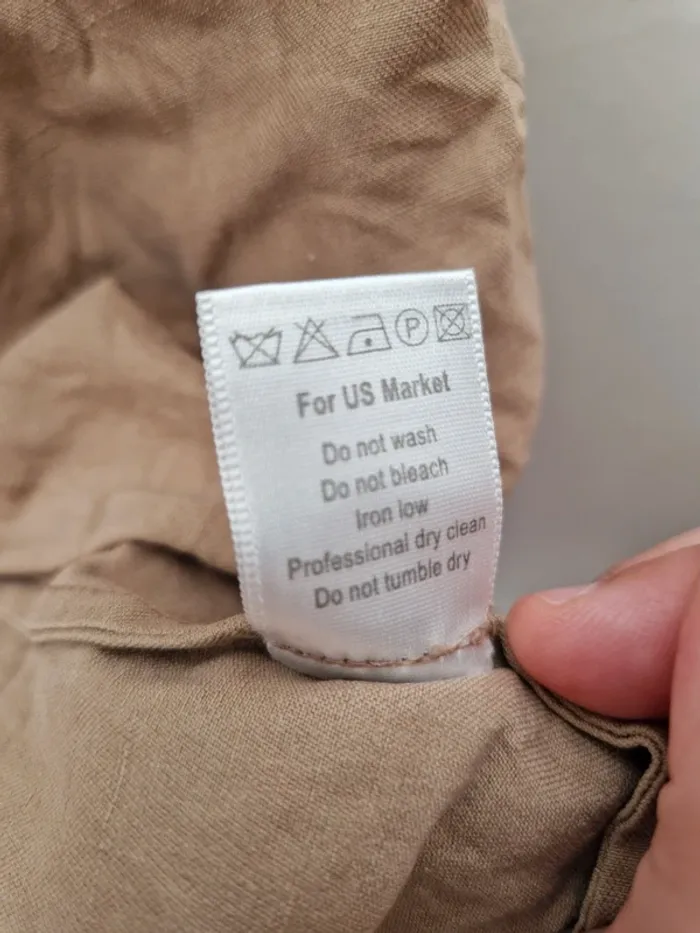 P
For US Market
Do not wash
Do not bleach
Iron low
Professional dry clean
Do not tumble dry